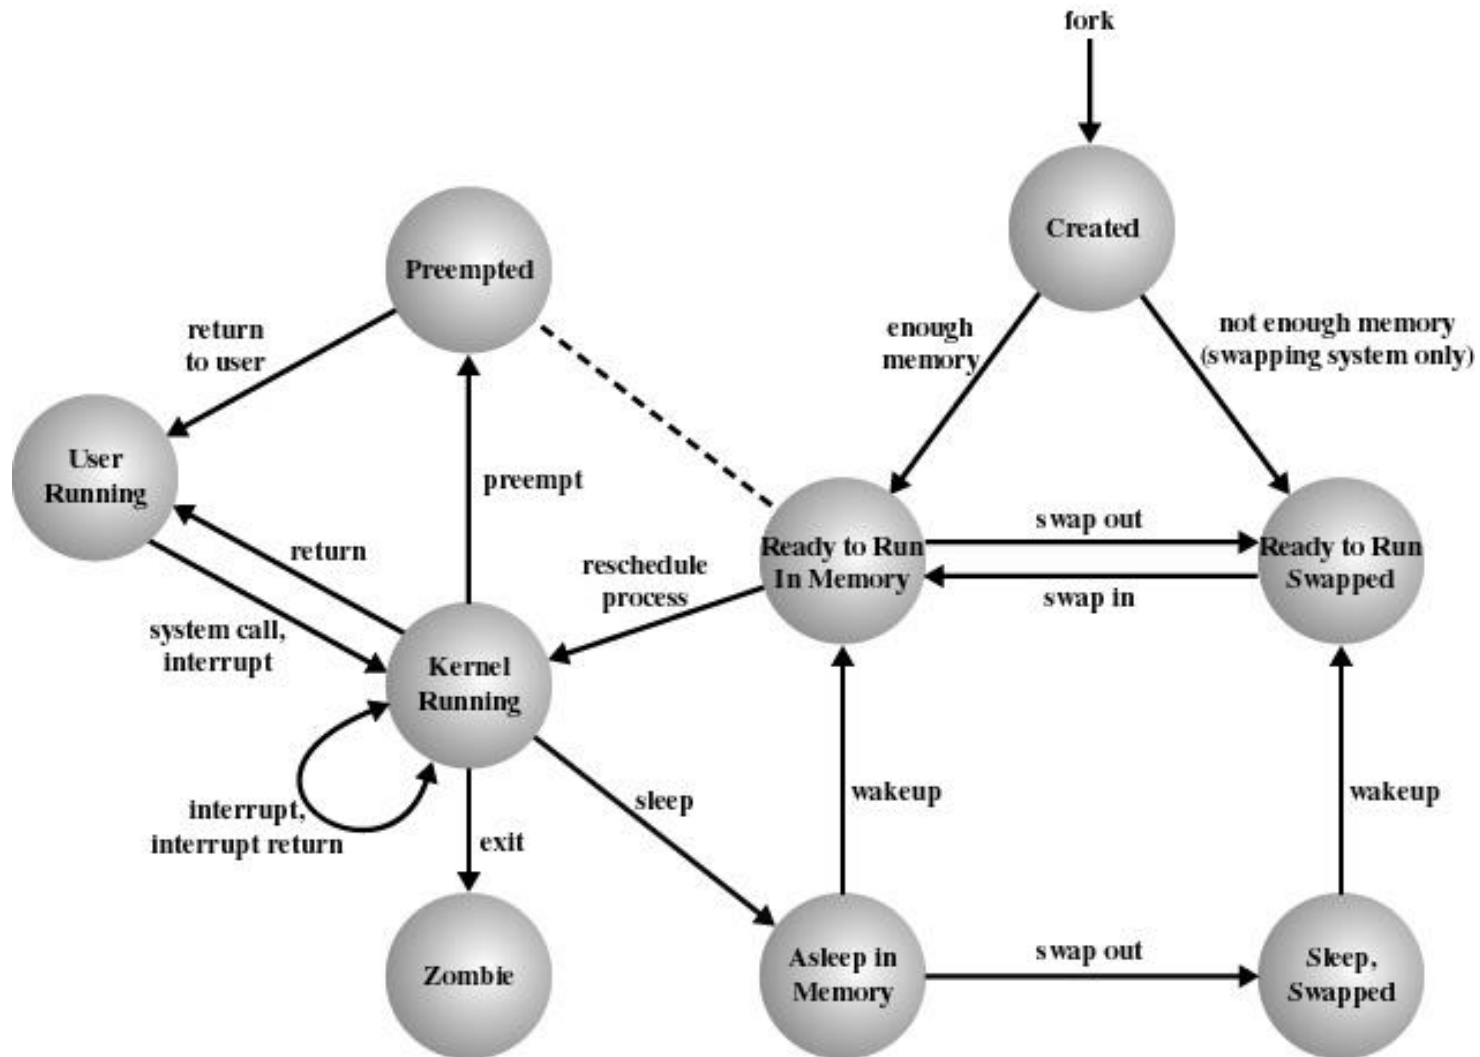 fork
Created
Preempted
enough
memory
not enough memory
(swapping system only)
return
to user
User
Running
preempt
return
reschedule
process
Ready to Run
In Memory
swap out
swap in
Ready to Run
Swapped
system call,
interrupt
Kernel
Running
interrupt,
interrupt return
sleep
exit
wakeup
wakeup
Zombie
Asleep in
Memory
swap out
Sleep,
Swapped